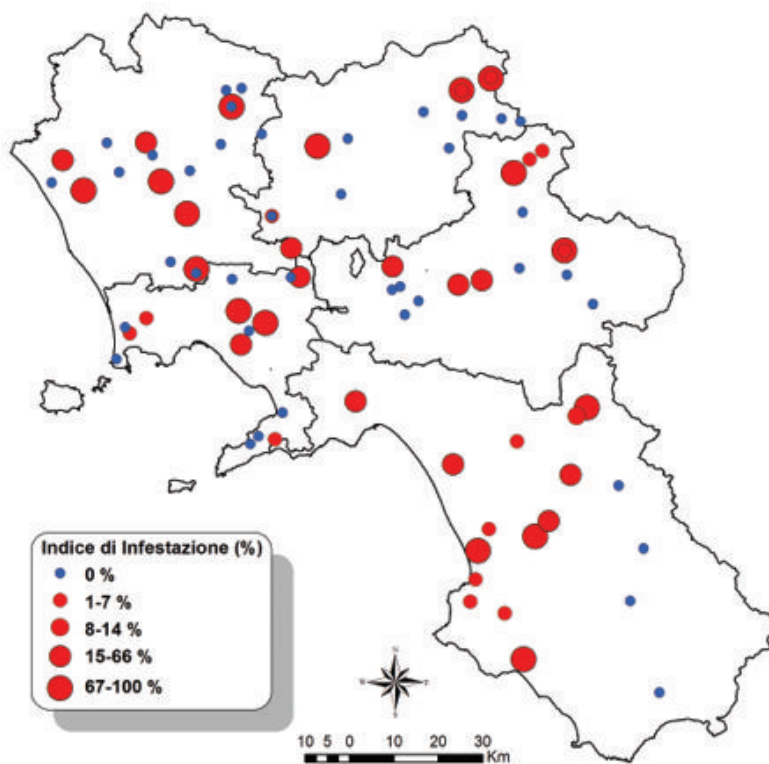 Indice di Infestazione (%)
0 %
1-7 %
8-14 %
15-66 %
67-100 %
N
W
S
10 5 0 10 20 30
Km